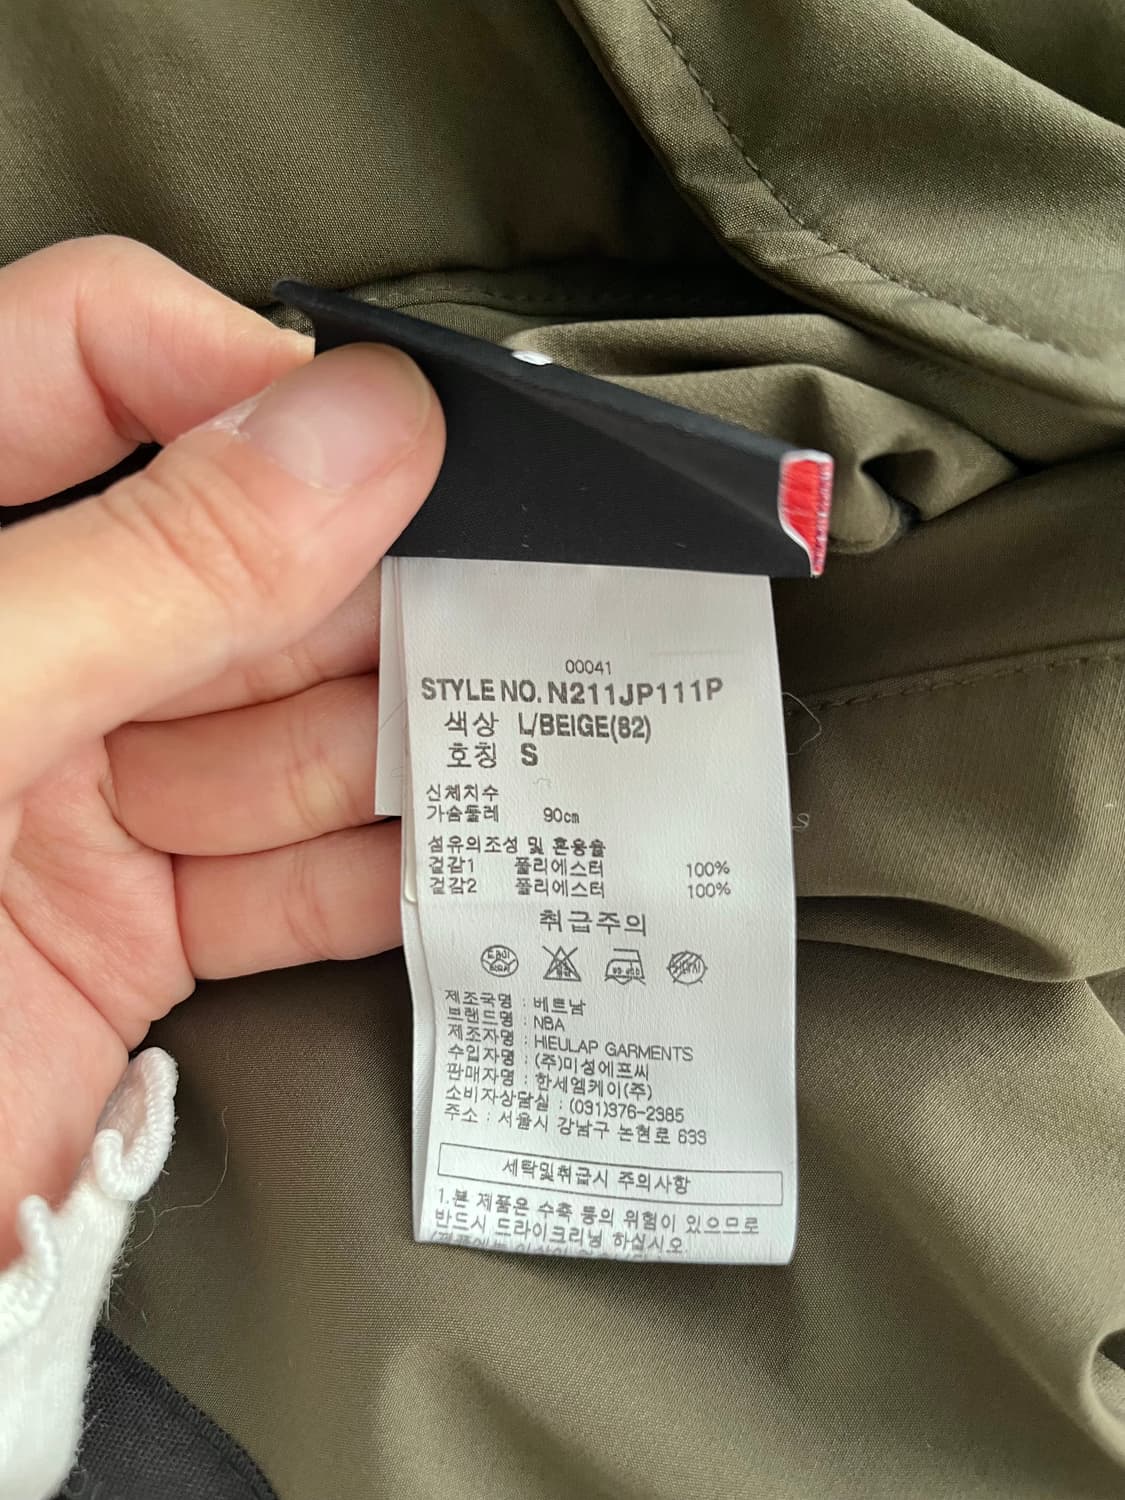 00041
STYLE NO. N211JP111P
색상 L/BEIGE(82)
호칭 S
신체치수
가슴둘레 90cm
섬유의조성 및 혼용율
겉감1 폴리에스터 100%
겉감2 폴리에스터 100%
취급주의
제조국명 : 베트남
브랜드명 : NBA
제조자명 : HIEULAP GARMENTS
수입자명 : (주)미성에프씨
판매자명 : 한세엠케이(주)
소비자상담실 : (031)376-2385
주소 : 서울시 강남구 논현로 633
세탁및취급시 주의사항
1.본 제품은 수축 등의 위험이 있으므로
반드시 드라이크리닝 하십시오.